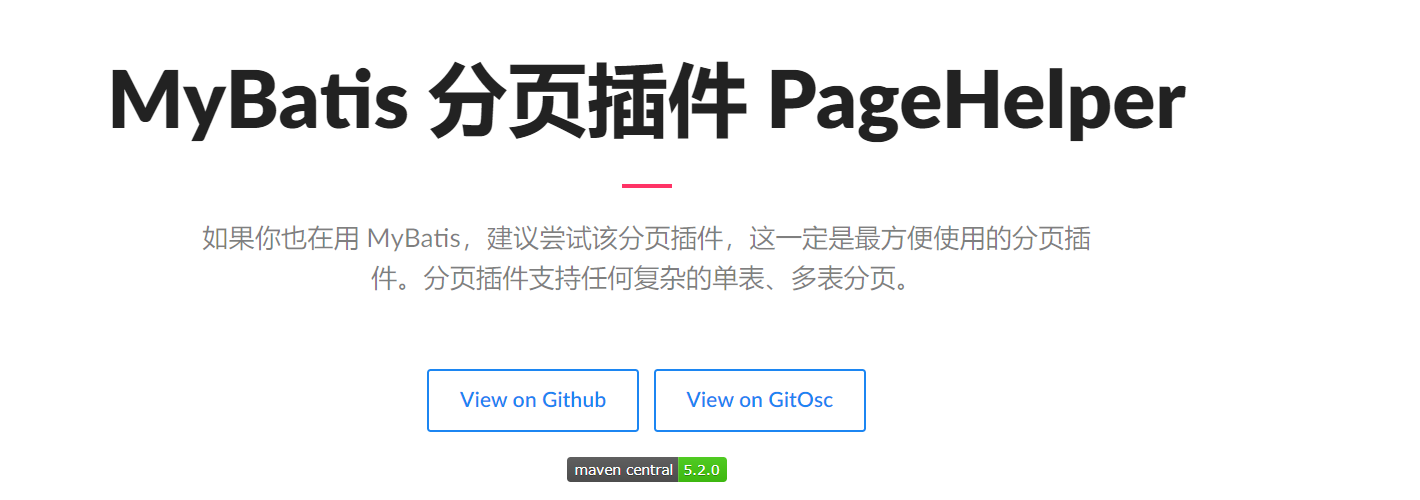 MyBatis 分页插件 PageHelper
如果你也在用 MyBatis，建议尝试该分页插件，这一定是最方便使用的分页插
件。分页插件支持任何复杂的单表、多表分页。
View on Github View on GitOsc
maven central 5.2.0